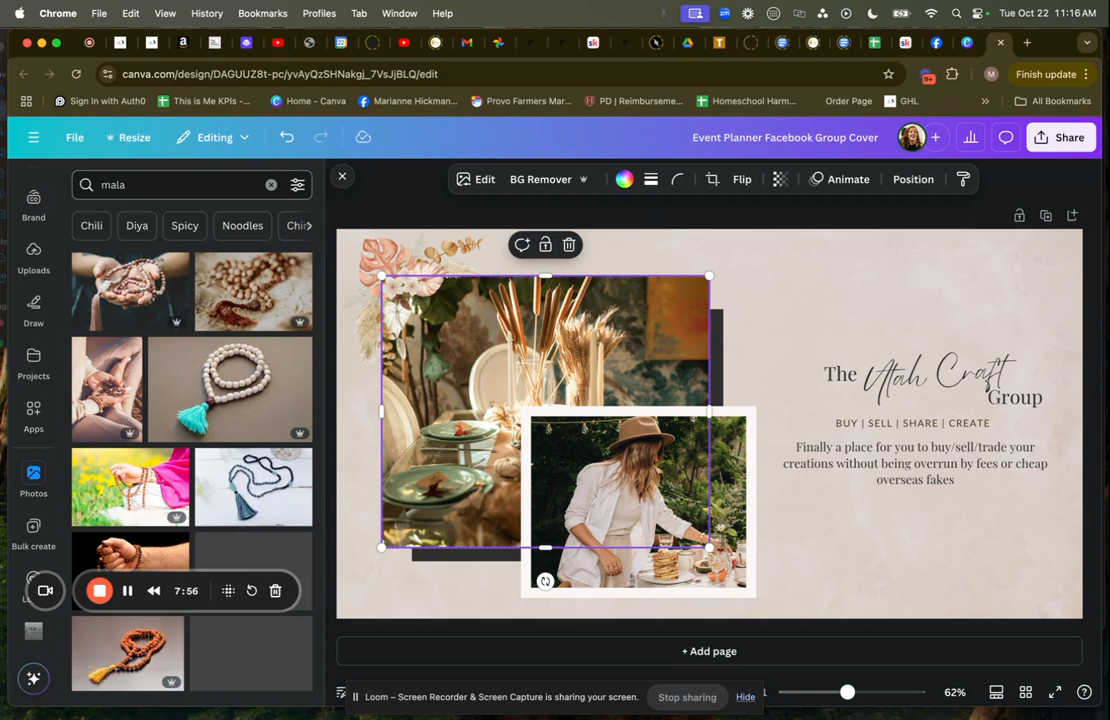 Chrome File Edit View History Bookmarks Profiles Tab Window Help
Tue Oct 22 11:16 AM
canva.com/design/DAGUUZ8t-pc/yvAyQzSHNakgj_7VsJjBLQ/edit
9+
M
Finish update
Sign In with Auth0
This is Me KPIs -...
Home - Canva
Marianne Hickman...
Provo Farmers Mar...
PD | Reimburseme...
Homeschool Harm...
Order Page
GHL
All Bookmarks
File
Resize
Editing
Event Planner Facebook Group Cover
Share
mala
Edit
BG Remover
Flip
Animate
Position
Brand
Uploads
Draw
Projects
Apps
Photos
Bulk create
Chili
Diya
Spicy
Noodles
The Utah Craft
Group
BUY | SELL | SHARE | CREATE
Finally a place for you to buy/sell/trade your
creations without being overrun by fees or cheap
overseas fakes
7:56
+ Add page
Loom – Screen Recorder & Screen Capture is sharing your screen.
Stop sharing
Hide
62%